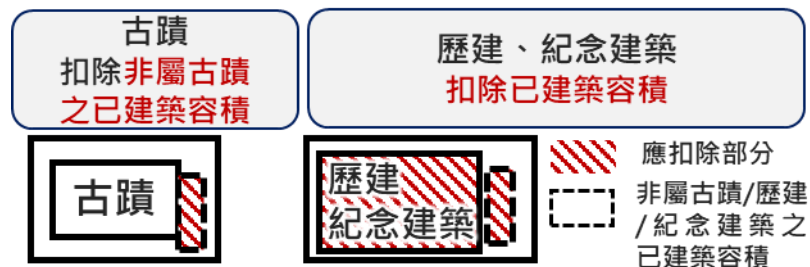 古蹟
扣除非屬古蹟
之已建築容積
歷建、紀念建築
扣除已建築容積
古蹟
歷建
紀念建築
應扣除部分
非屬古蹟/歷建
/紀念建築之
已建築容積